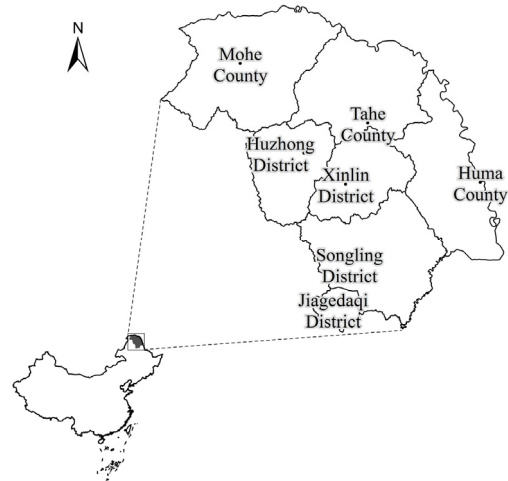 N
Mohe
County
Tahe
County
Huzhong
District
Xinlin
District
Huma
County
Songling
District
Jiagedaqi
District